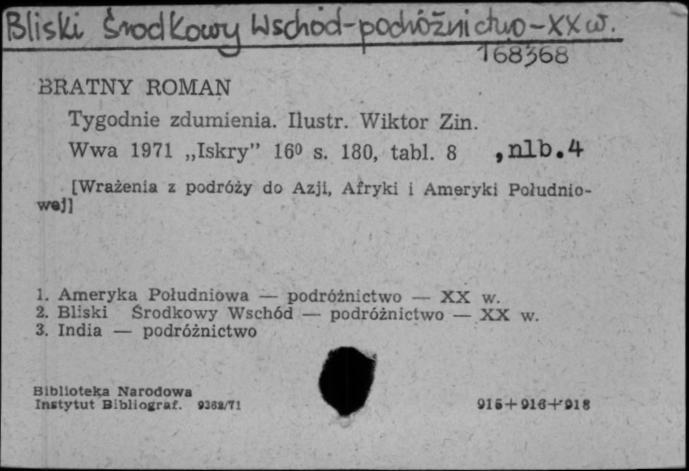 Bliski Środkowy Wschód-podróżnictwo-XX w.
168368
BRATNY ROMAN
Tygodnie zdumienia. Ilustr. Wiktor Zin.
Wwa 1971 „Iskry” 16⁰ s. 180, tabl. 8 , nlb. 4
[Wrażenia z podróży do Azji, Afryki i Ameryki Południo-
wej]
1. Ameryka Południowa — podróżnictwo — XX w.
2. Bliski Środkowy Wschód — podróżnictwo — XX w.
3. India — podróżnictwo
Biblioteka Narodowa
Instytut Bibliograf. 9362/71
915+916+918